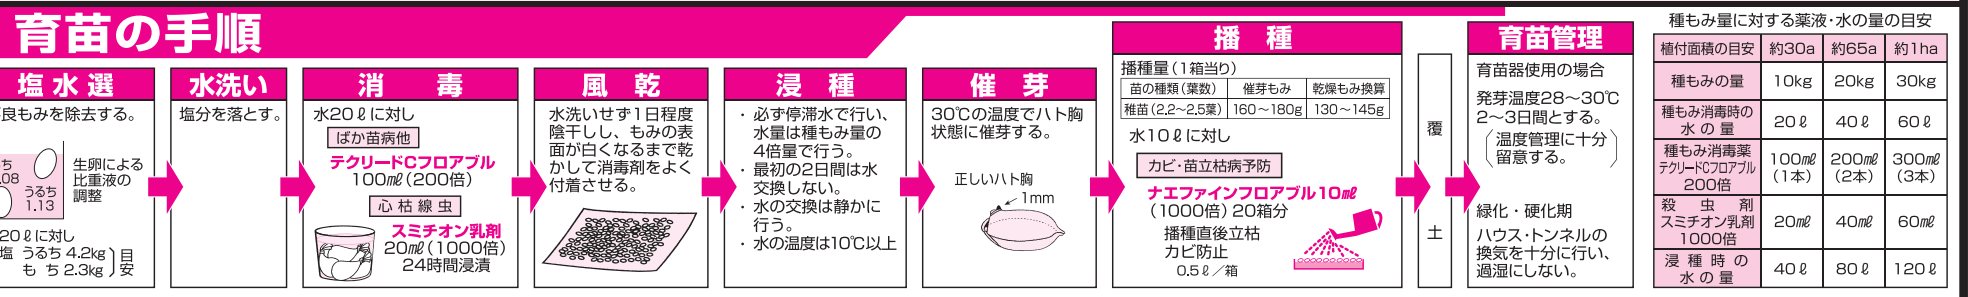 育苗の手順
塩水選
良もみを除去する。
ち
.08
うるち
1.13
生卵による
比重液の
調整
20ℓに対し
塩 うるち 4.2kg
も ち 2.3kg
目安
水洗い
塩分を落とす。
消 毒
水20ℓに対し
ばか苗病他
テクリードCフロアブル
100㎖(200倍)
心枯線虫
スミチオン乳剤
20㎖(1000倍)
24時間浸漬
風 乾
水洗いせず1日程度
陰干しし、もみの表
面が白くなるまで乾
かして消毒剤をよく
付着させる。
浸 種
・必ず停滞水で行い、
水量は種もみ量の
4倍量で行う。
・最初の2日間は水
交換しない。
・水の交換は静かに
行う。
・水の温度は10℃以上
催 芽
30℃の温度でハト胸
状態に催芽する。
正しいハト胸
1mm
播 種
播種量(1箱当り)
苗の種類(葉数) 催芽もみ 乾燥もみ換算
稚苗(2.2〜2.5葉) 160〜180g 130〜145g
水10ℓに対し
カビ・苗立枯病予防
ナエファインフロアブル10㎖
(1000倍)20箱分
播種直後立枯
カビ防止
0.5ℓ/箱
覆
土
育苗管理
育苗器使用の場合
発芽温度28〜30℃
2〜3日間とする。
(温度管理に十分
留意する。)
緑化・硬化期
ハウス・トンネルの
換気を十分に行い、
過湿にしない。
種もみ量に対する薬液・水の量の目安
植付面積の目安 約30a 約65a 約1ha
種もみの量 10kg 20kg 30kg
種もみ消毒時の
水の量 20ℓ 40ℓ 60ℓ
種もみ消毒薬
テクリードCフロアブル
200倍
100㎖ 200㎖ 300㎖
(1本) (2本) (3本)
殺虫剤
スミチオン乳剤
1000倍
20㎖ 40㎖ 60㎖
浸種時の
水の量 40ℓ 80ℓ 120ℓ